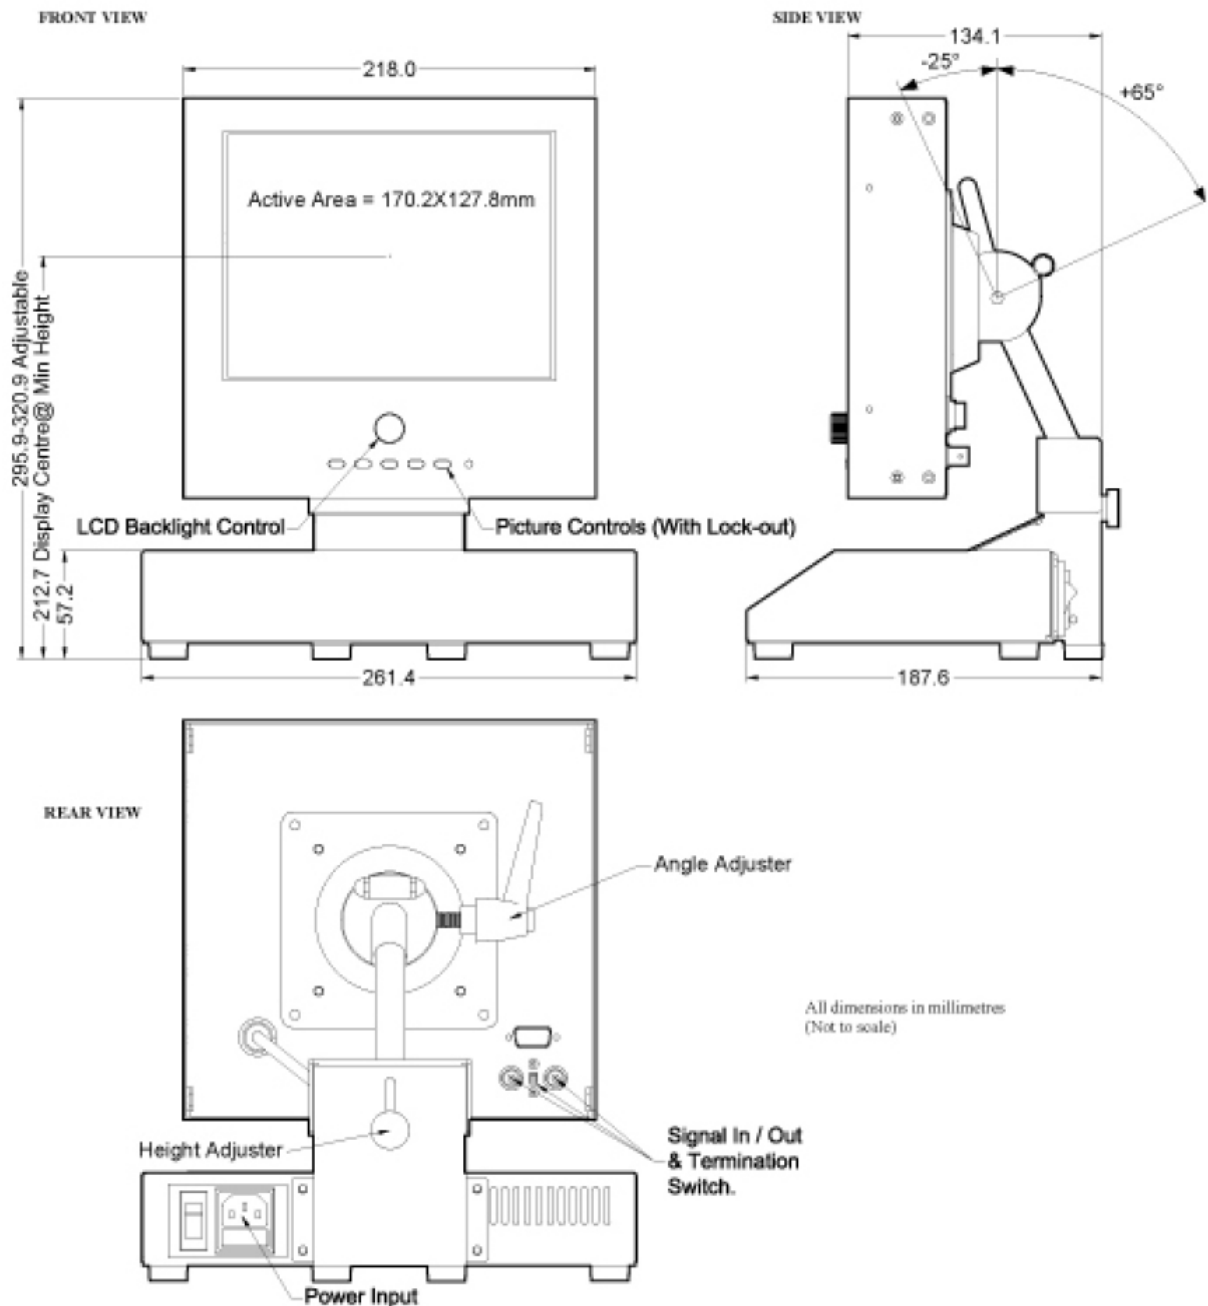 FRONT VIEW
SIDE VIEW
218.0
134.1
-25°
+65°
Active Area = 170.2X127.8mm
295.9-320.9 Adjustable
212.7 Display Centre@ Min Height
57.2
LCD Backlight Control
Picture Controls (With Lock-out)
261.4
187.6
REAR VIEW
Angle Adjuster
All dimensions in millimetres
(Not to scale)
Height Adjuster
Signal In / Out
& Termination
Switch.
Power Input